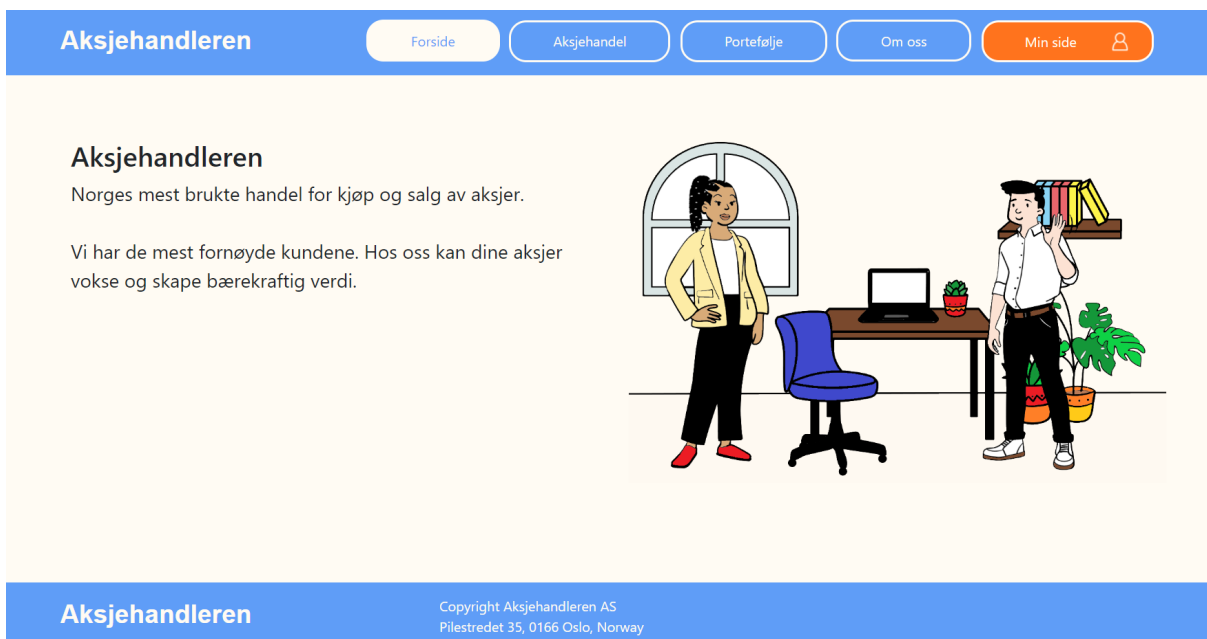 Aksjehandleren
Forside
Aksjehandel
Portefølje
Om oss
Min side
Aksjehandleren
Norges mest brukte handel for kjøp og salg av aksjer.
Vi har de mest fornøyde kundene. Hos oss kan dine aksjer
vokse og skape bærekraftig verdi.
Aksjehandleren
Copyright Aksjehandleren AS
Pilestredet 35, 0166 Oslo, Norway